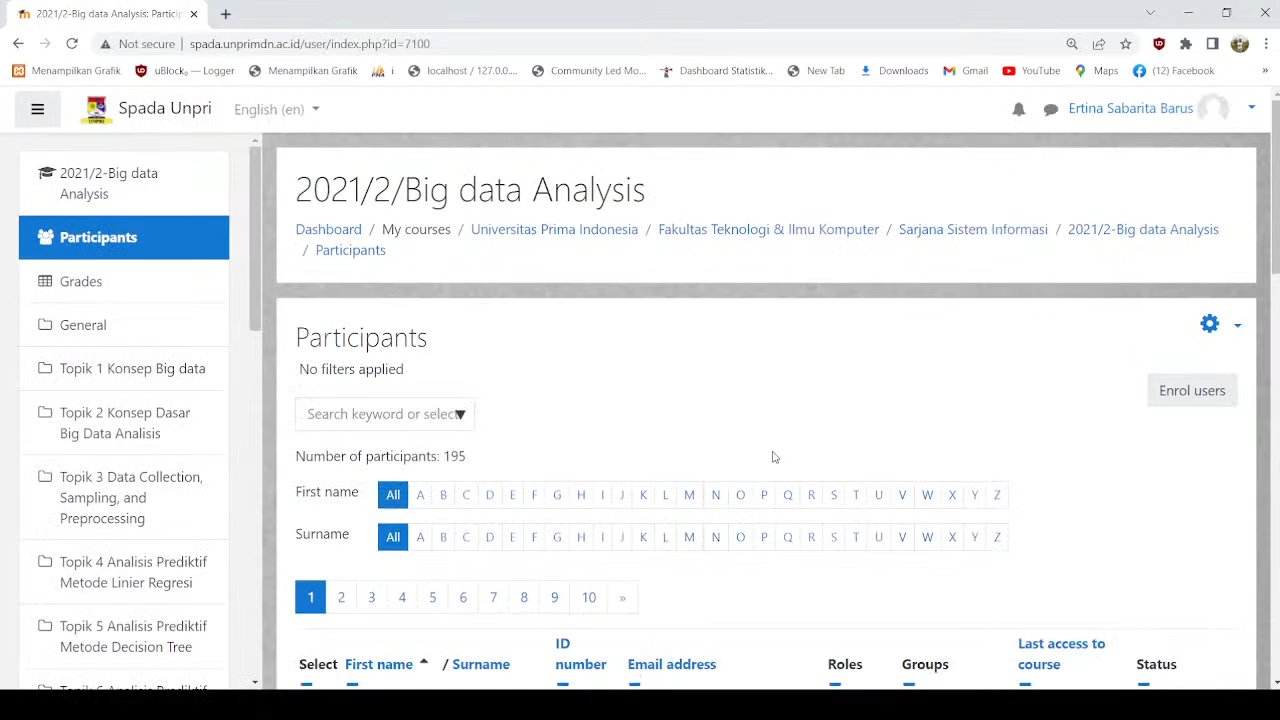 2021/2-Big data Analysis: Particip
Not secure | spada.unprimdn.ac.id/user/index.php?id=7100
Menampilkan Grafik uBlock₀ — Logger Menampilkan Grafik i localhost / 127.0.0.... Community Led Mo... Dashboard Statistik... New Tab Downloads Gmail YouTube Maps (12) Facebook »
Spada Unpri English (en) Ertina Sabarita Barus
2021/2-Big data
Analysis
Participants
Grades
General
Topik 1 Konsep Big data
Topik 2 Konsep Dasar
Big Data Analisis
Topik 3 Data Collection,
Sampling, and
Preprocessing
Topik 4 Analisis Prediktif
Metode Linier Regresi
Topik 5 Analisis Prediktif
Metode Decision Tree
2021/2/Big data Analysis
Dashboard / My courses / Universitas Prima Indonesia / Fakultas Teknologi & Ilmu Komputer / Sarjana Sistem Informasi / 2021/2-Big data Analysis
/ Participants
Participants
No filters applied
Enrol users
Search keyword or select
Number of participants: 195
First name All A B C D E F G H I J K L M N O P Q R S T U V W X Y Z
Surname All A B C D E F G H I J K L M N O P Q R S T U V W X Y Z
1 2 3 4 5 6 7 8 9 10 »
Select First name / Surname ID number Email address Roles Groups Last access to course Status